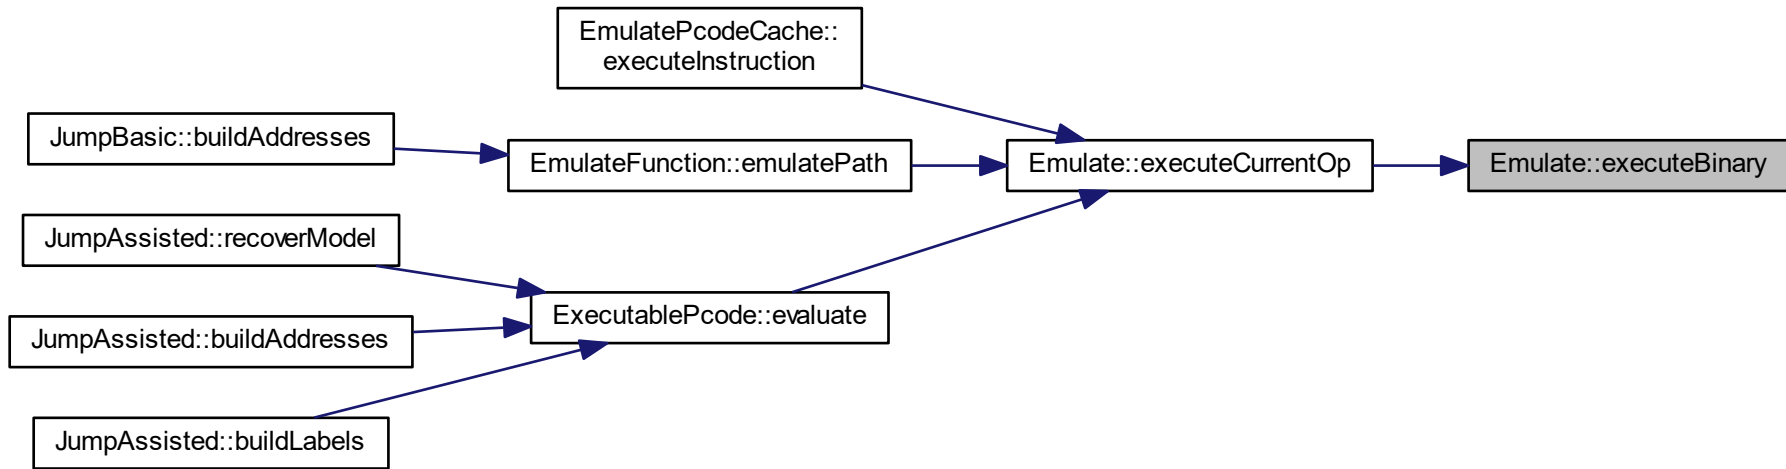 EmulatePcodeCache::
executeInstruction
JumpBasic::buildAddresses
EmulateFunction::emulatePath
Emulate::executeCurrentOp
Emulate::executeBinary
JumpAssisted::recoverModel
ExecutablePcode::evaluate
JumpAssisted::buildAddresses
JumpAssisted::buildLabels